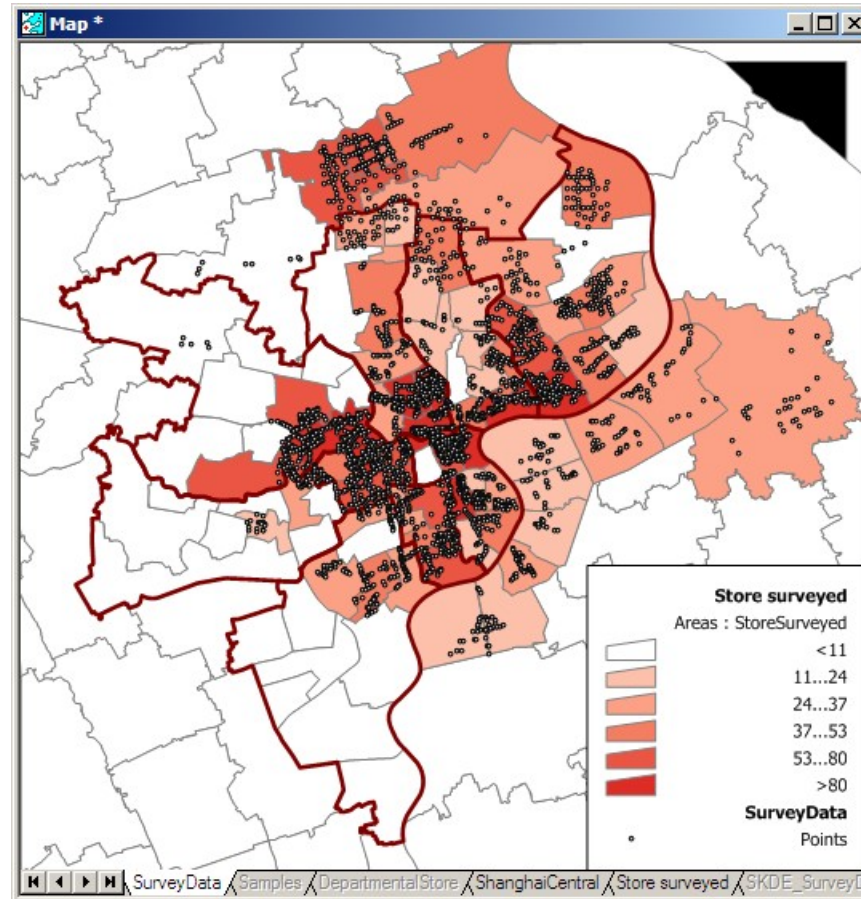 Map *
Store surveyed
Areas : StoreSurveyed
<11
11...24
24...37
37...53
53...80
>80
SurveyData
Points
SurveyData Samples DepartmentalStore ShanghaiCentral Store surveyed SKDE_SurveyD